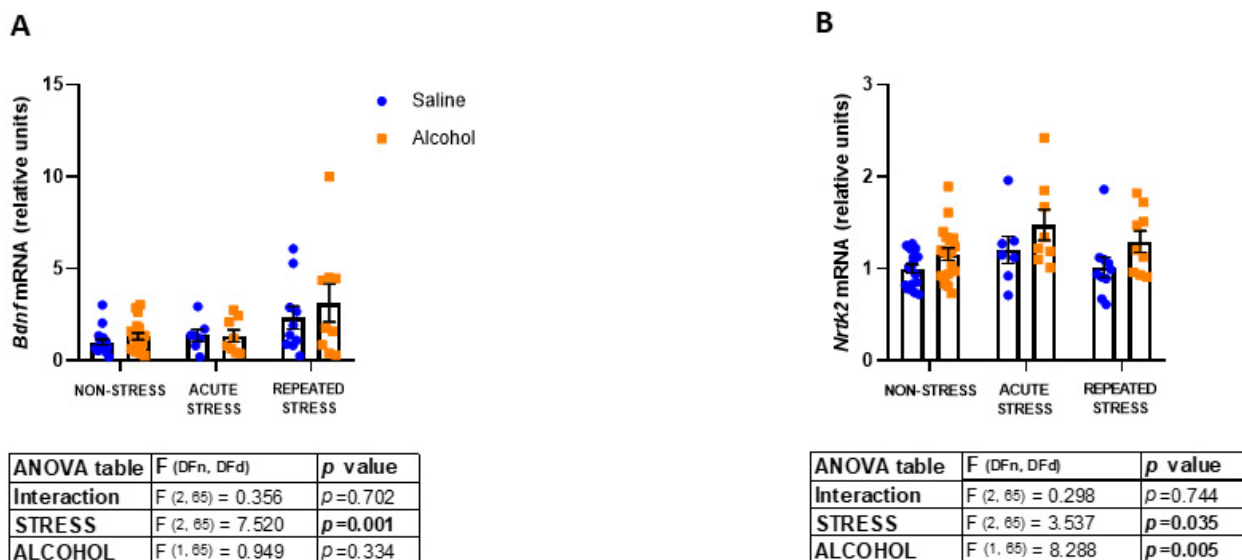 A
B
15
10
5
0
Bdnf mRNA (relative units)
Saline
Alcohol
NON-STRESS
ACUTE STRESS
REPEATED STRESS
3
2
1
0
Nrtk2 mRNA (relative units)
NON-STRESS
ACUTE STRESS
REPEATED STRESS
ANOVA table F (DFn, DFd) p value
Interaction F (2, 65) = 0.356 p=0.702
STRESS F (2, 65) = 7.520 p=0.001
ALCOHOL F (1, 65) = 0.949 p=0.334
ANOVA table F (DFn, DFd) p value
Interaction F (2, 65) = 0.298 p=0.744
STRESS F (2, 65) = 3.537 p=0.035
ALCOHOL F (1, 65) = 8.288 p=0.005